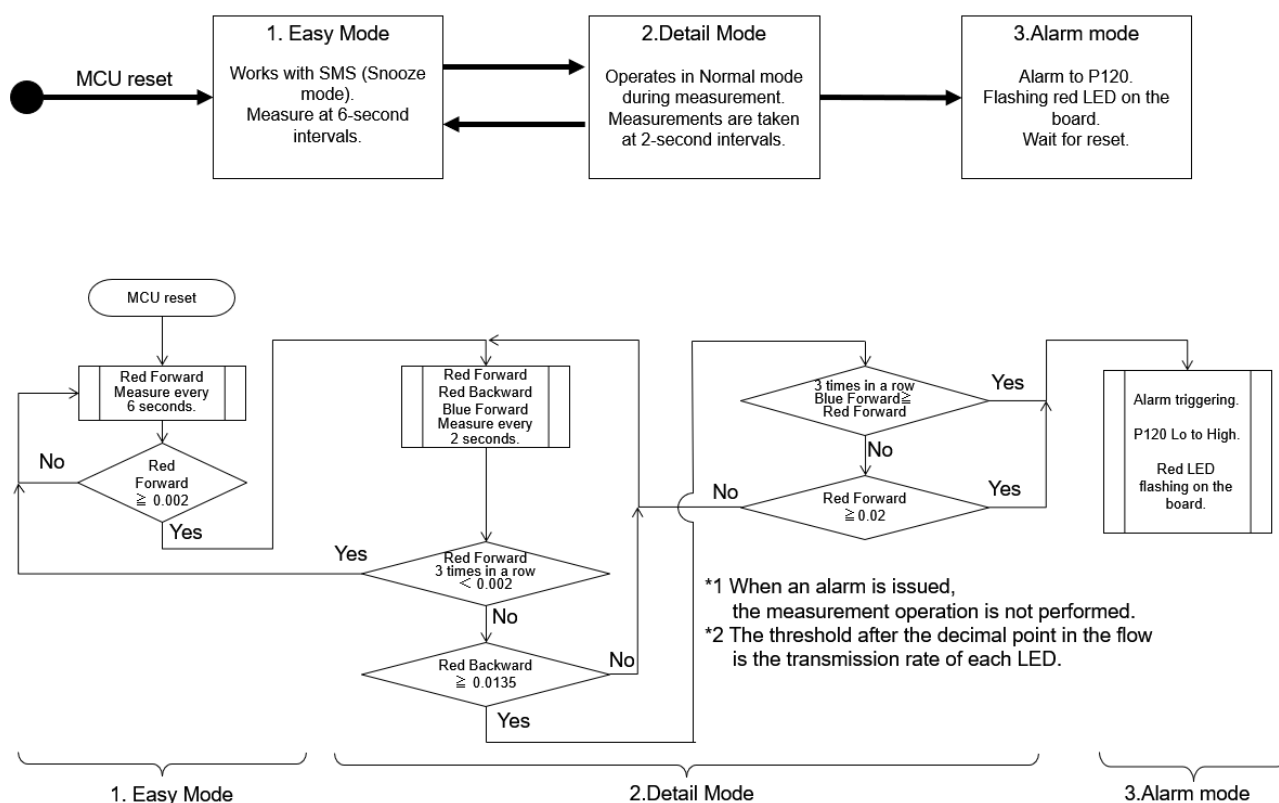 MCU reset
1. Easy Mode
Works with SMS (Snooze
mode).
Measure at 6-second
intervals.
2.Detail Mode
Operates in Normal mode
during measurement.
Measurements are taken
at 2-second intervals.
3.Alarm mode
Alarm to P120.
Flashing red LED on the
board.
Wait for reset.
MCU reset
Red Forward
Measure every
6 seconds.
No
Red
Forward
≧ 0.002
Yes
Red Forward
Red Backward
Blue Forward
Measure every
2 seconds.
Yes
Red Forward
3 times in a row
< 0.002
No
Red Backward
≧ 0.0135
No
Yes
3 times in a row
Blue Forward≧
Red Forward
Yes
No
Red Forward
≧0.02
No
Yes
Alarm triggering.
P120 Lo to High.
Red LED
flashing on the
board.
*1 When an alarm is issued,
the measurement operation is not performed.
*2 The threshold after the decimal point in the flow
is the transmission rate of each LED.
1. Easy Mode
2.Detail Mode
3.Alarm mode